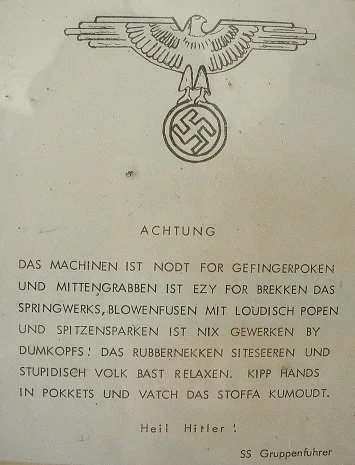 ACHTUNG
DAS MACHINEN IST NODT FOR GEFINGERPOKEN
UND MITTENGRABBEN IST EZY FOR BREKKEN DAS
SPRINGWERKS, BLOWENFUSEN MIT LOUDISCH POPEN
UND SPITZENSPARKEN IST NIX GEWERKEN BY
DUMKOPFS! DAS RUBBERNEKKEN SITESEEREN UND
STUPIDISCH VOLK BAST RELAXEN. KIPP HANDS
IN POKKETS UND VATCH DAS STOFFA KUMOUDT.
Heil Hitler!
SS Gruppenfuhrer